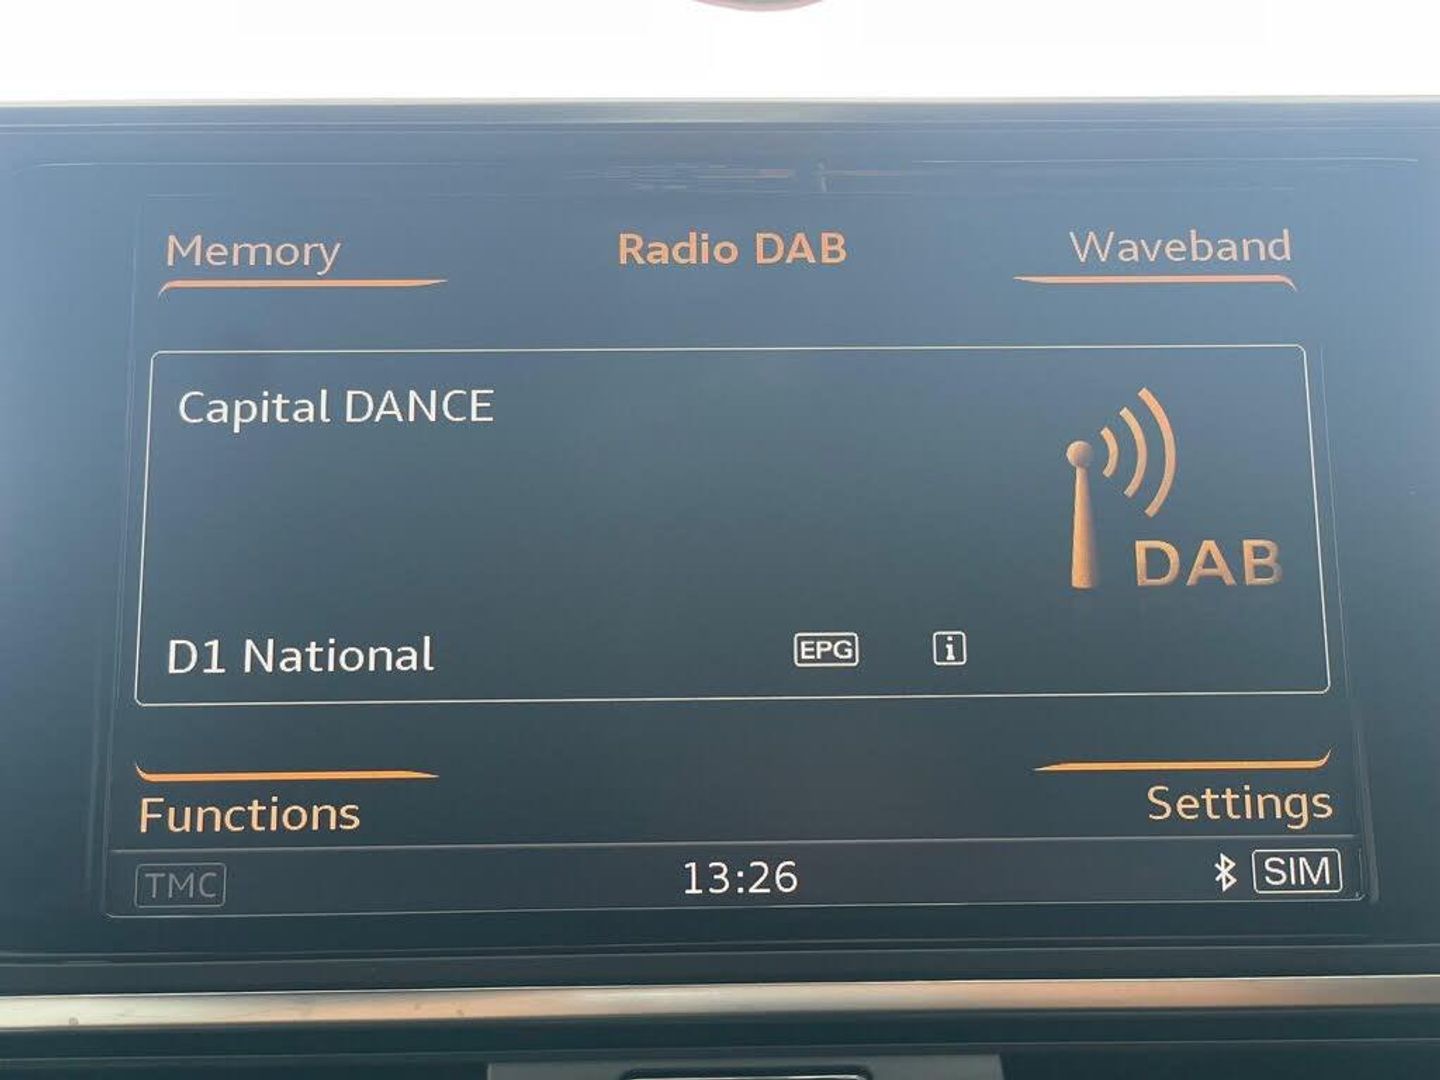 Memory Radio DAB Waveband
Capital DANCE
DAB
D1 National EPG i
Functions Settings
TMC 13:26 SIM